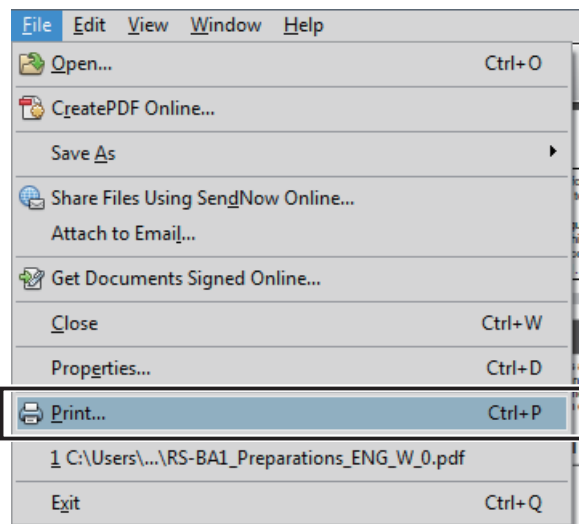 File Edit View Window Help
Open... Ctrl+O
CreatePDF Online...
Save As
Share Files Using SendNow Online...
Attach to Email...
Get Documents Signed Online...
Close Ctrl+W
Properties... Ctrl+D
Print... Ctrl+P
1 C:\Users\...\RS-BA1_Preparations_ENG_W_0.pdf
Exit Ctrl+Q